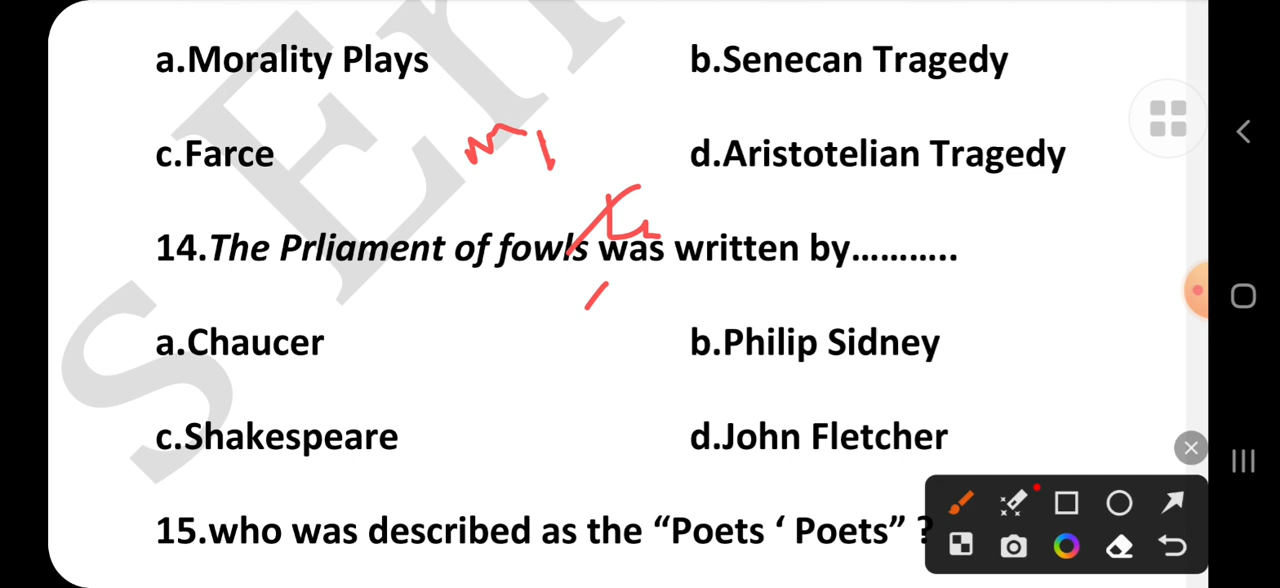 a.Morality Plays b.Senecan Tragedy
c.Farce d.Aristotelian Tragedy
14.The Prliament of fowls was written by...........
a.Chaucer b.Philip Sidney
c.Shakespeare d.John Fletcher
15.who was described as the “Poets ‘ Poets” ?